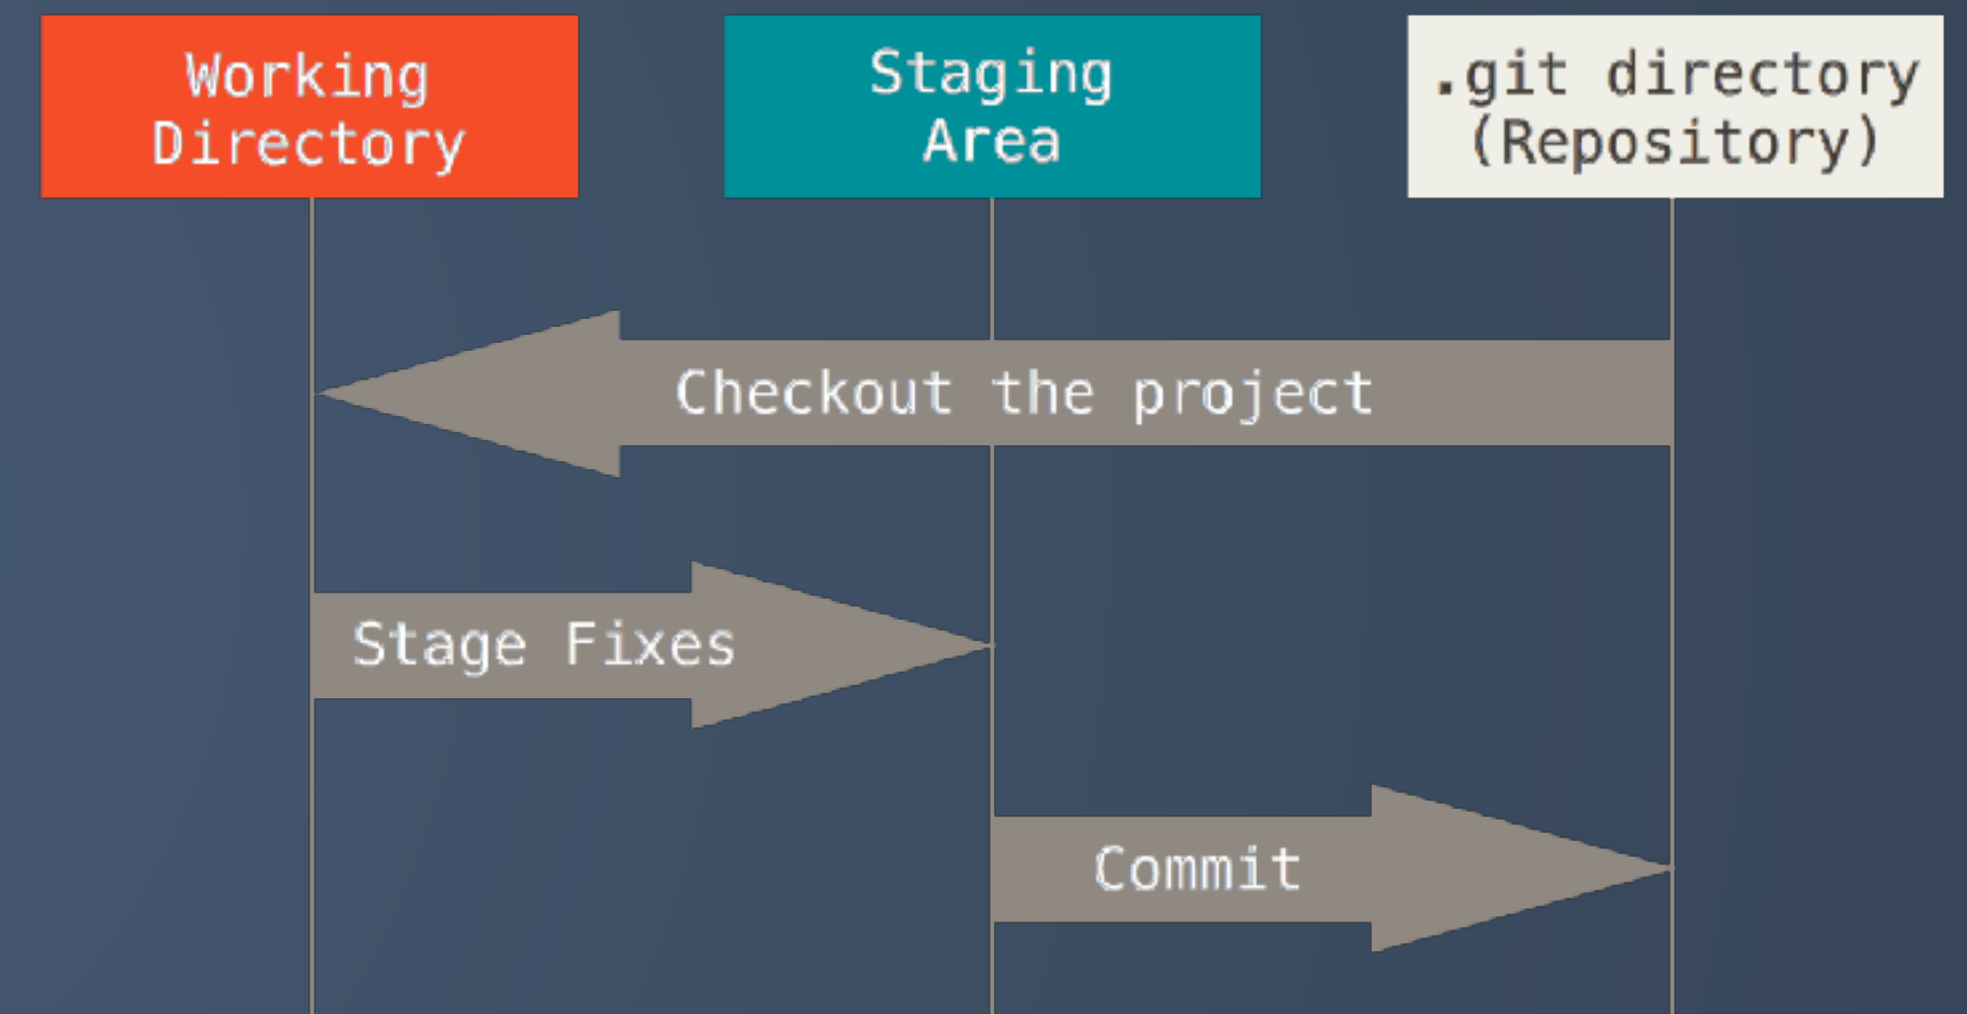 Working
Directory
Staging
Area
.git directory
(Repository)
Checkout the project
Stage Fixes
Commit